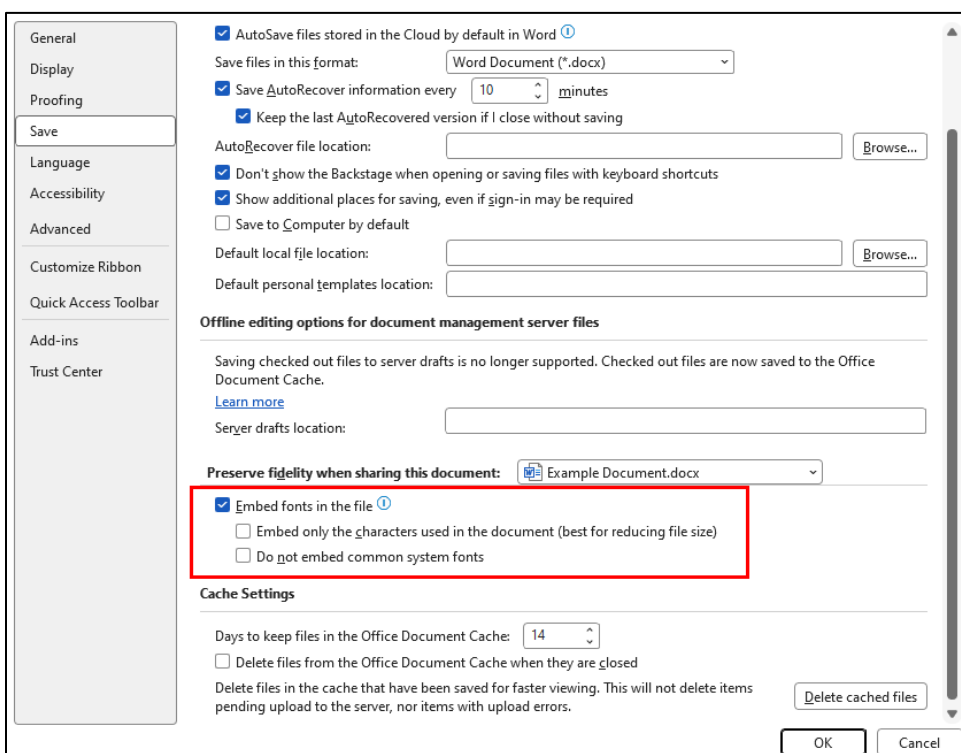 General
Display
Proofing
Save
Language
Accessibility
Advanced
Customize Ribbon
Quick Access Toolbar
Add-ins
Trust Center
AutoSave files stored in the Cloud by default in Word
Save files in this format: Word Document (*.docx)
Save AutoRecover information every 10 minutes
Keep the last AutoRecovered version if I close without saving
AutoRecover file location: Browse...
Don't show the Backstage when opening or saving files with keyboard shortcuts
Show additional places for saving, even if sign-in may be required
Save to Computer by default
Default local file location: Browse...
Default personal templates location:
Offline editing options for document management server files
Saving checked out files to server drafts is no longer supported. Checked out files are now saved to the Office
Document Cache.
Learn more
Server drafts location:
Preserve fidelity when sharing this document: Example Document.docx
Embed fonts in the file
Embed only the characters used in the document (best for reducing file size)
Do not embed common system fonts
Cache Settings
Days to keep files in the Office Document Cache: 14
Delete files from the Office Document Cache when they are closed
Delete files in the cache that have been saved for faster viewing. This will not delete items
pending upload to the server, nor items with upload errors.
Delete cached files
OK Cancel